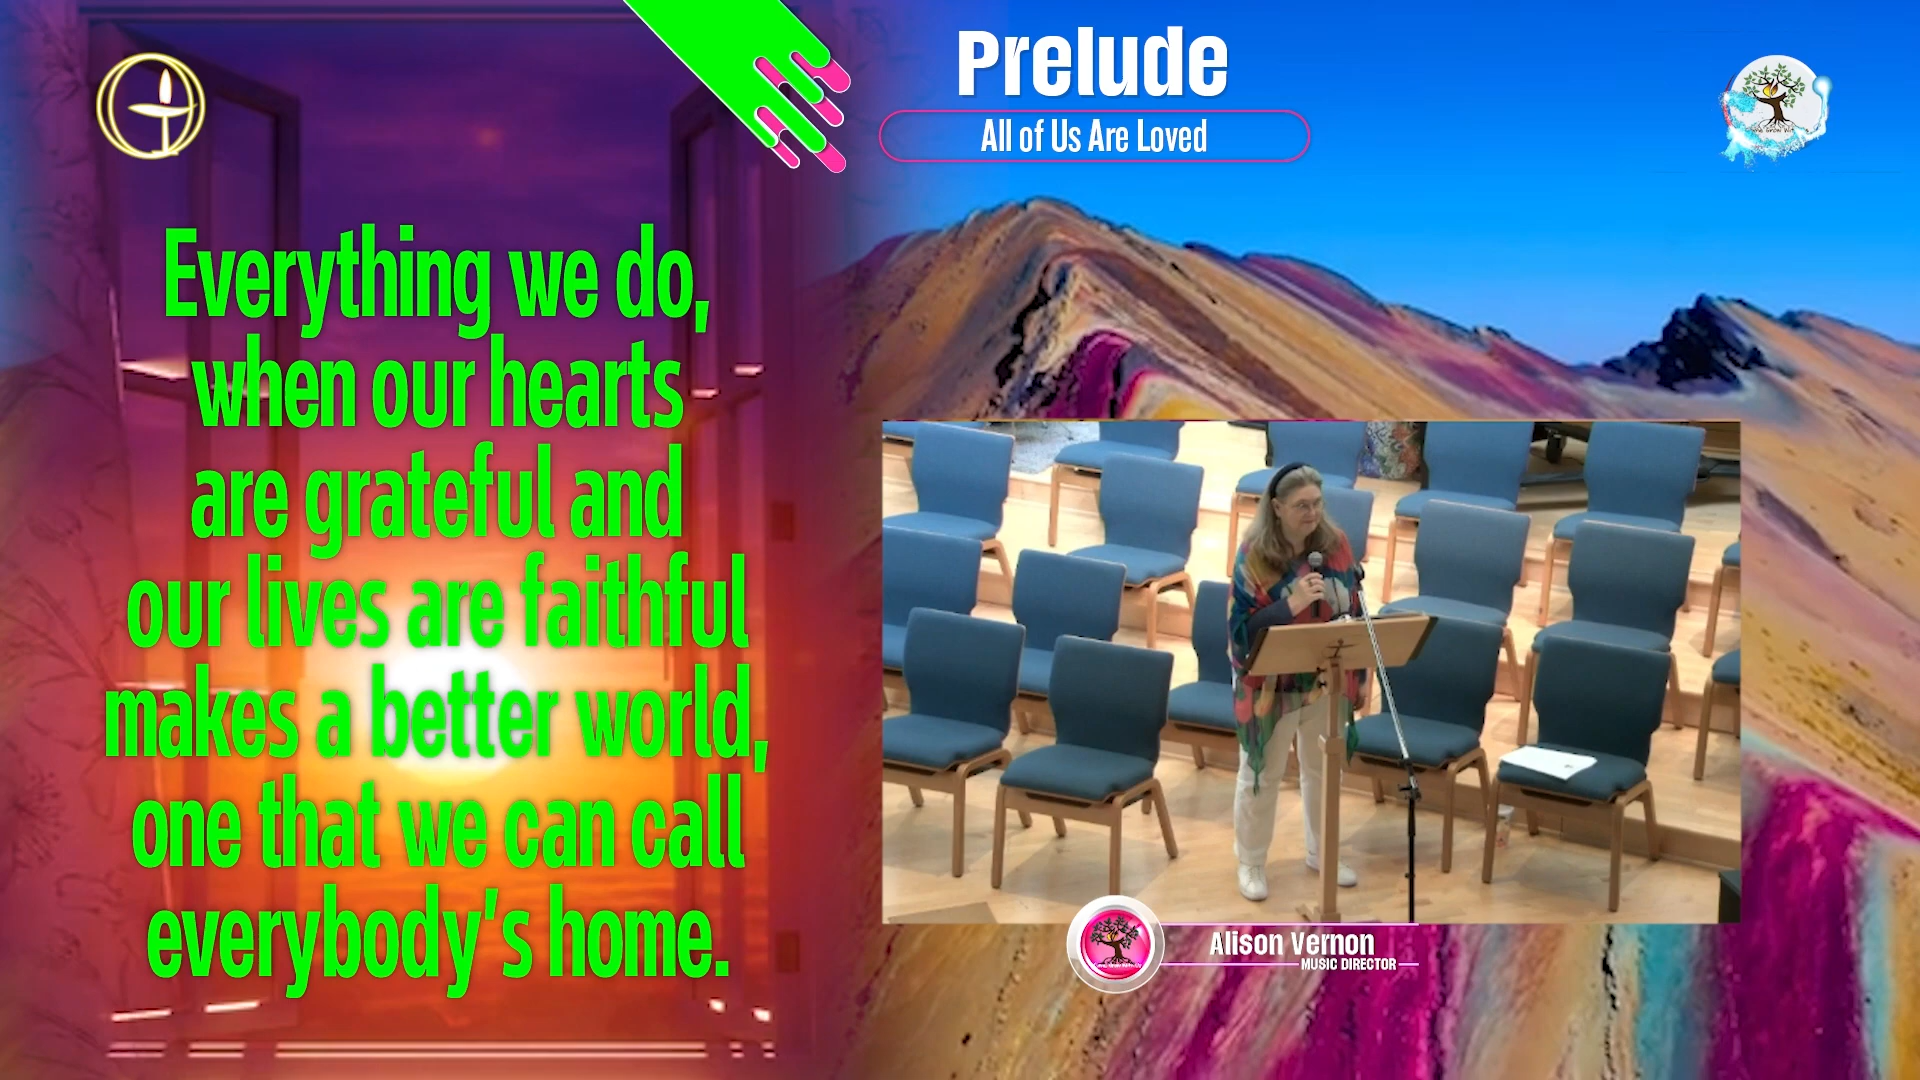 Prelude
All of Us Are Loved
Everything we do,
when our hearts
are grateful and
our lives are faithful
makes a better world,
one that we can call
everybody's home.
Alison Vernon
MUSIC DIRECTOR